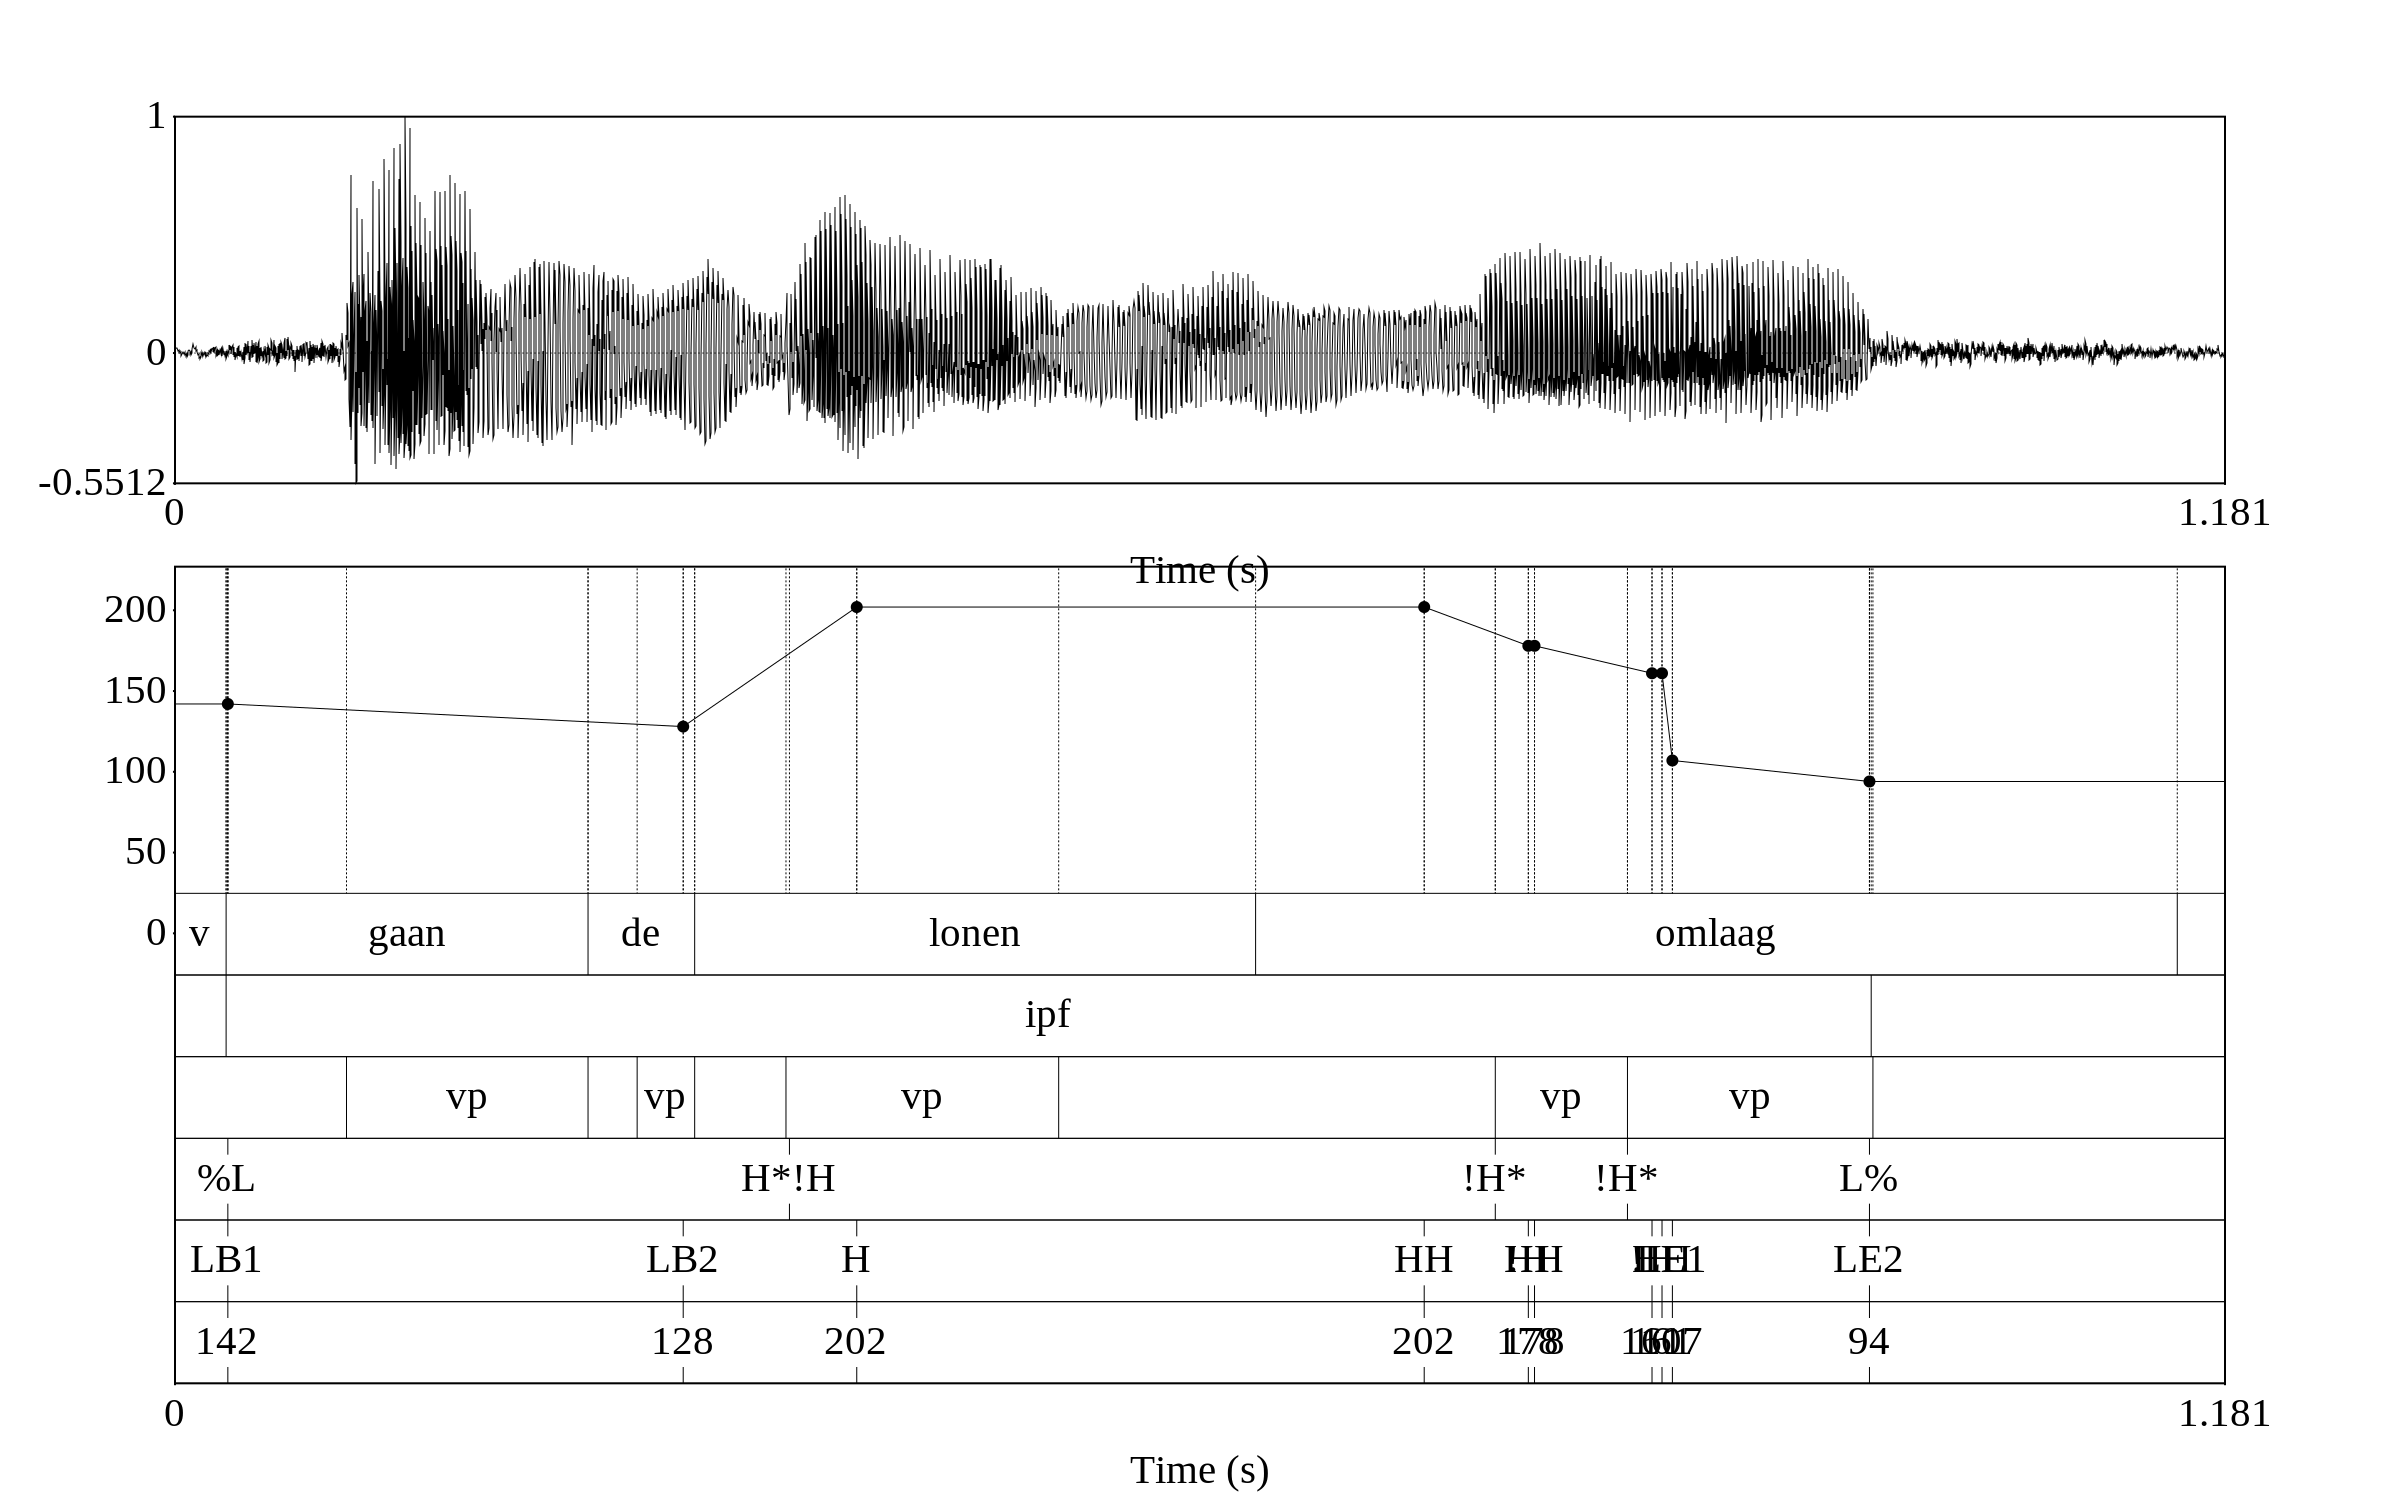 1
0
-0.5512
0 1.181
Time (s)
200
150
100
50
0
v gaan de lonen omlaag
ipf
vp vp vp vp vp
%L H*!H !H* !H* L%
LB1 LB2 H HH LE2
142 128 202 202 94
0 1.181
Time (s)